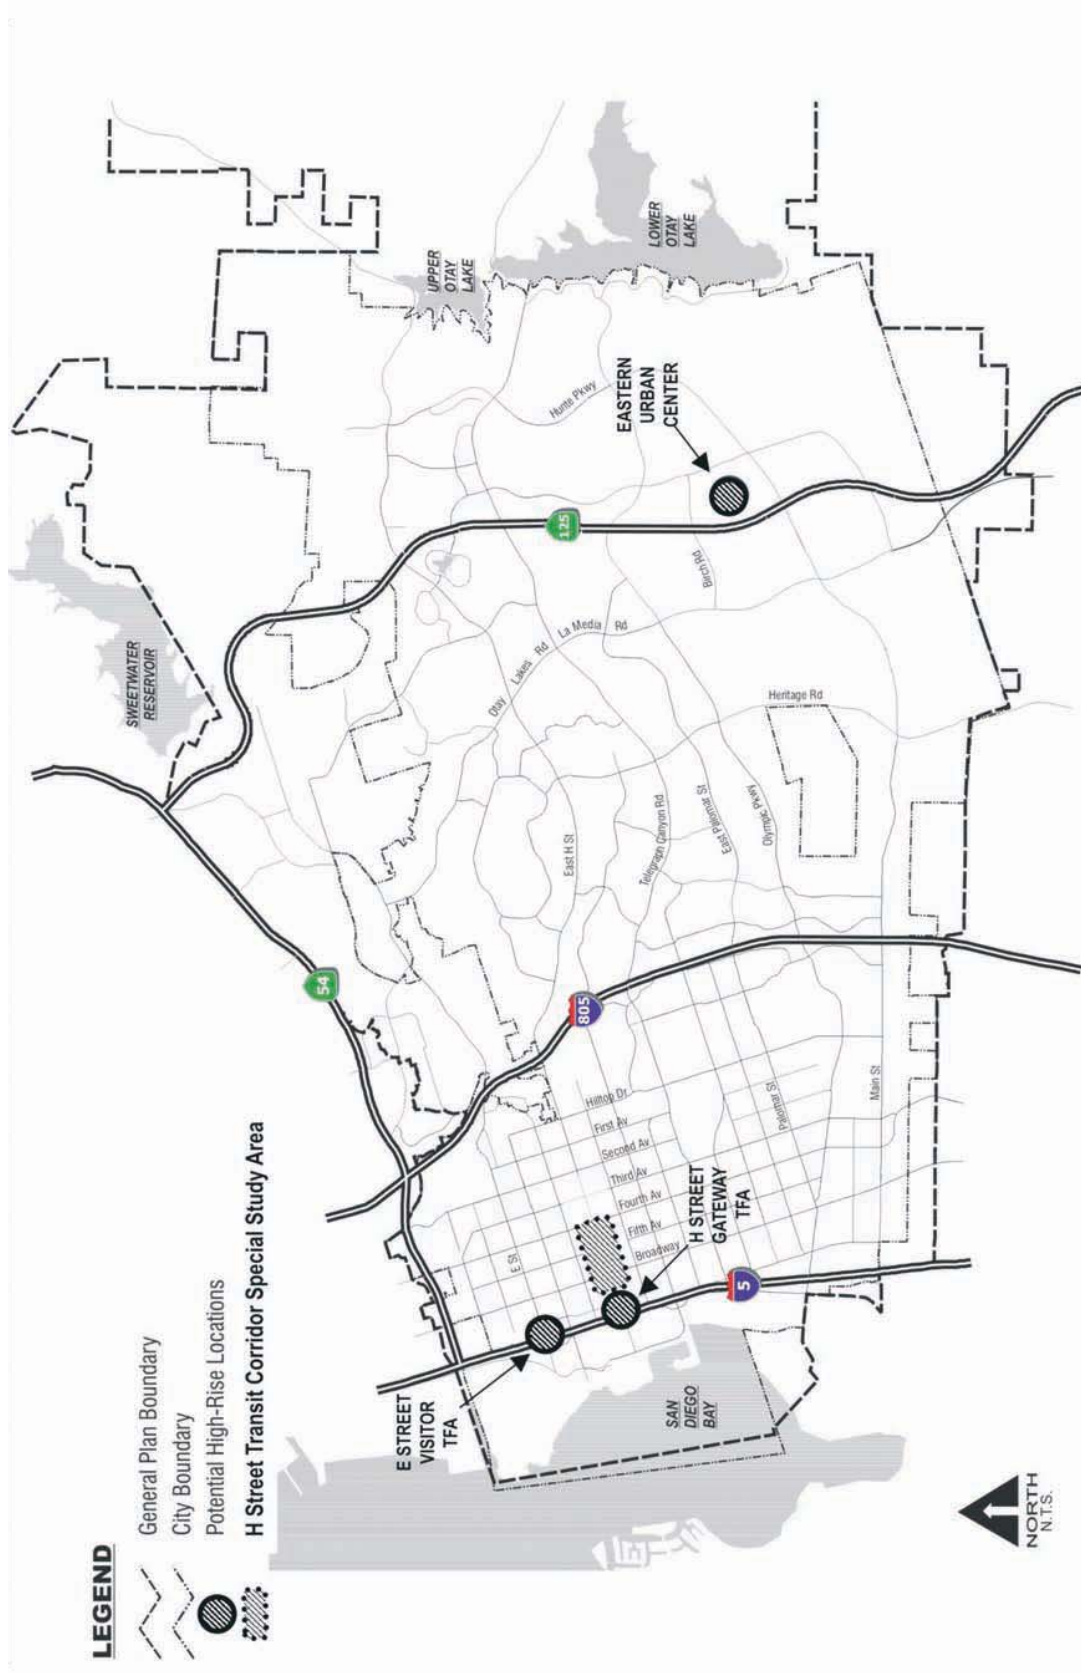 LEGEND
General Plan Boundary
City Boundary
Potential High-Rise Locations
H Street Transit Corridor Special Study Area
SWEETWATER
RESERVOIR
UPPER
OTAY
LAKE
LOWER
OTAY
LAKE
54
125
805
5
EASTERN
URBAN
CENTER
Hunte Pkwy
Birch Rd
Otay Lakes Rd
La Media Rd
Heritage Rd
East H St
Telegraph Canyon Rd
East Palomar St
Olympic Pkwy
Hilltop Dr
First Av
Second Av
Third Av
Fourth Av
Fifth Av
Broadway
E St
Palomar St
Main St
H STREET
GATEWAY
TFA
E STREET
VISITOR
TFA
SAN
DIEGO
BAY
NORTH
N.T.S.